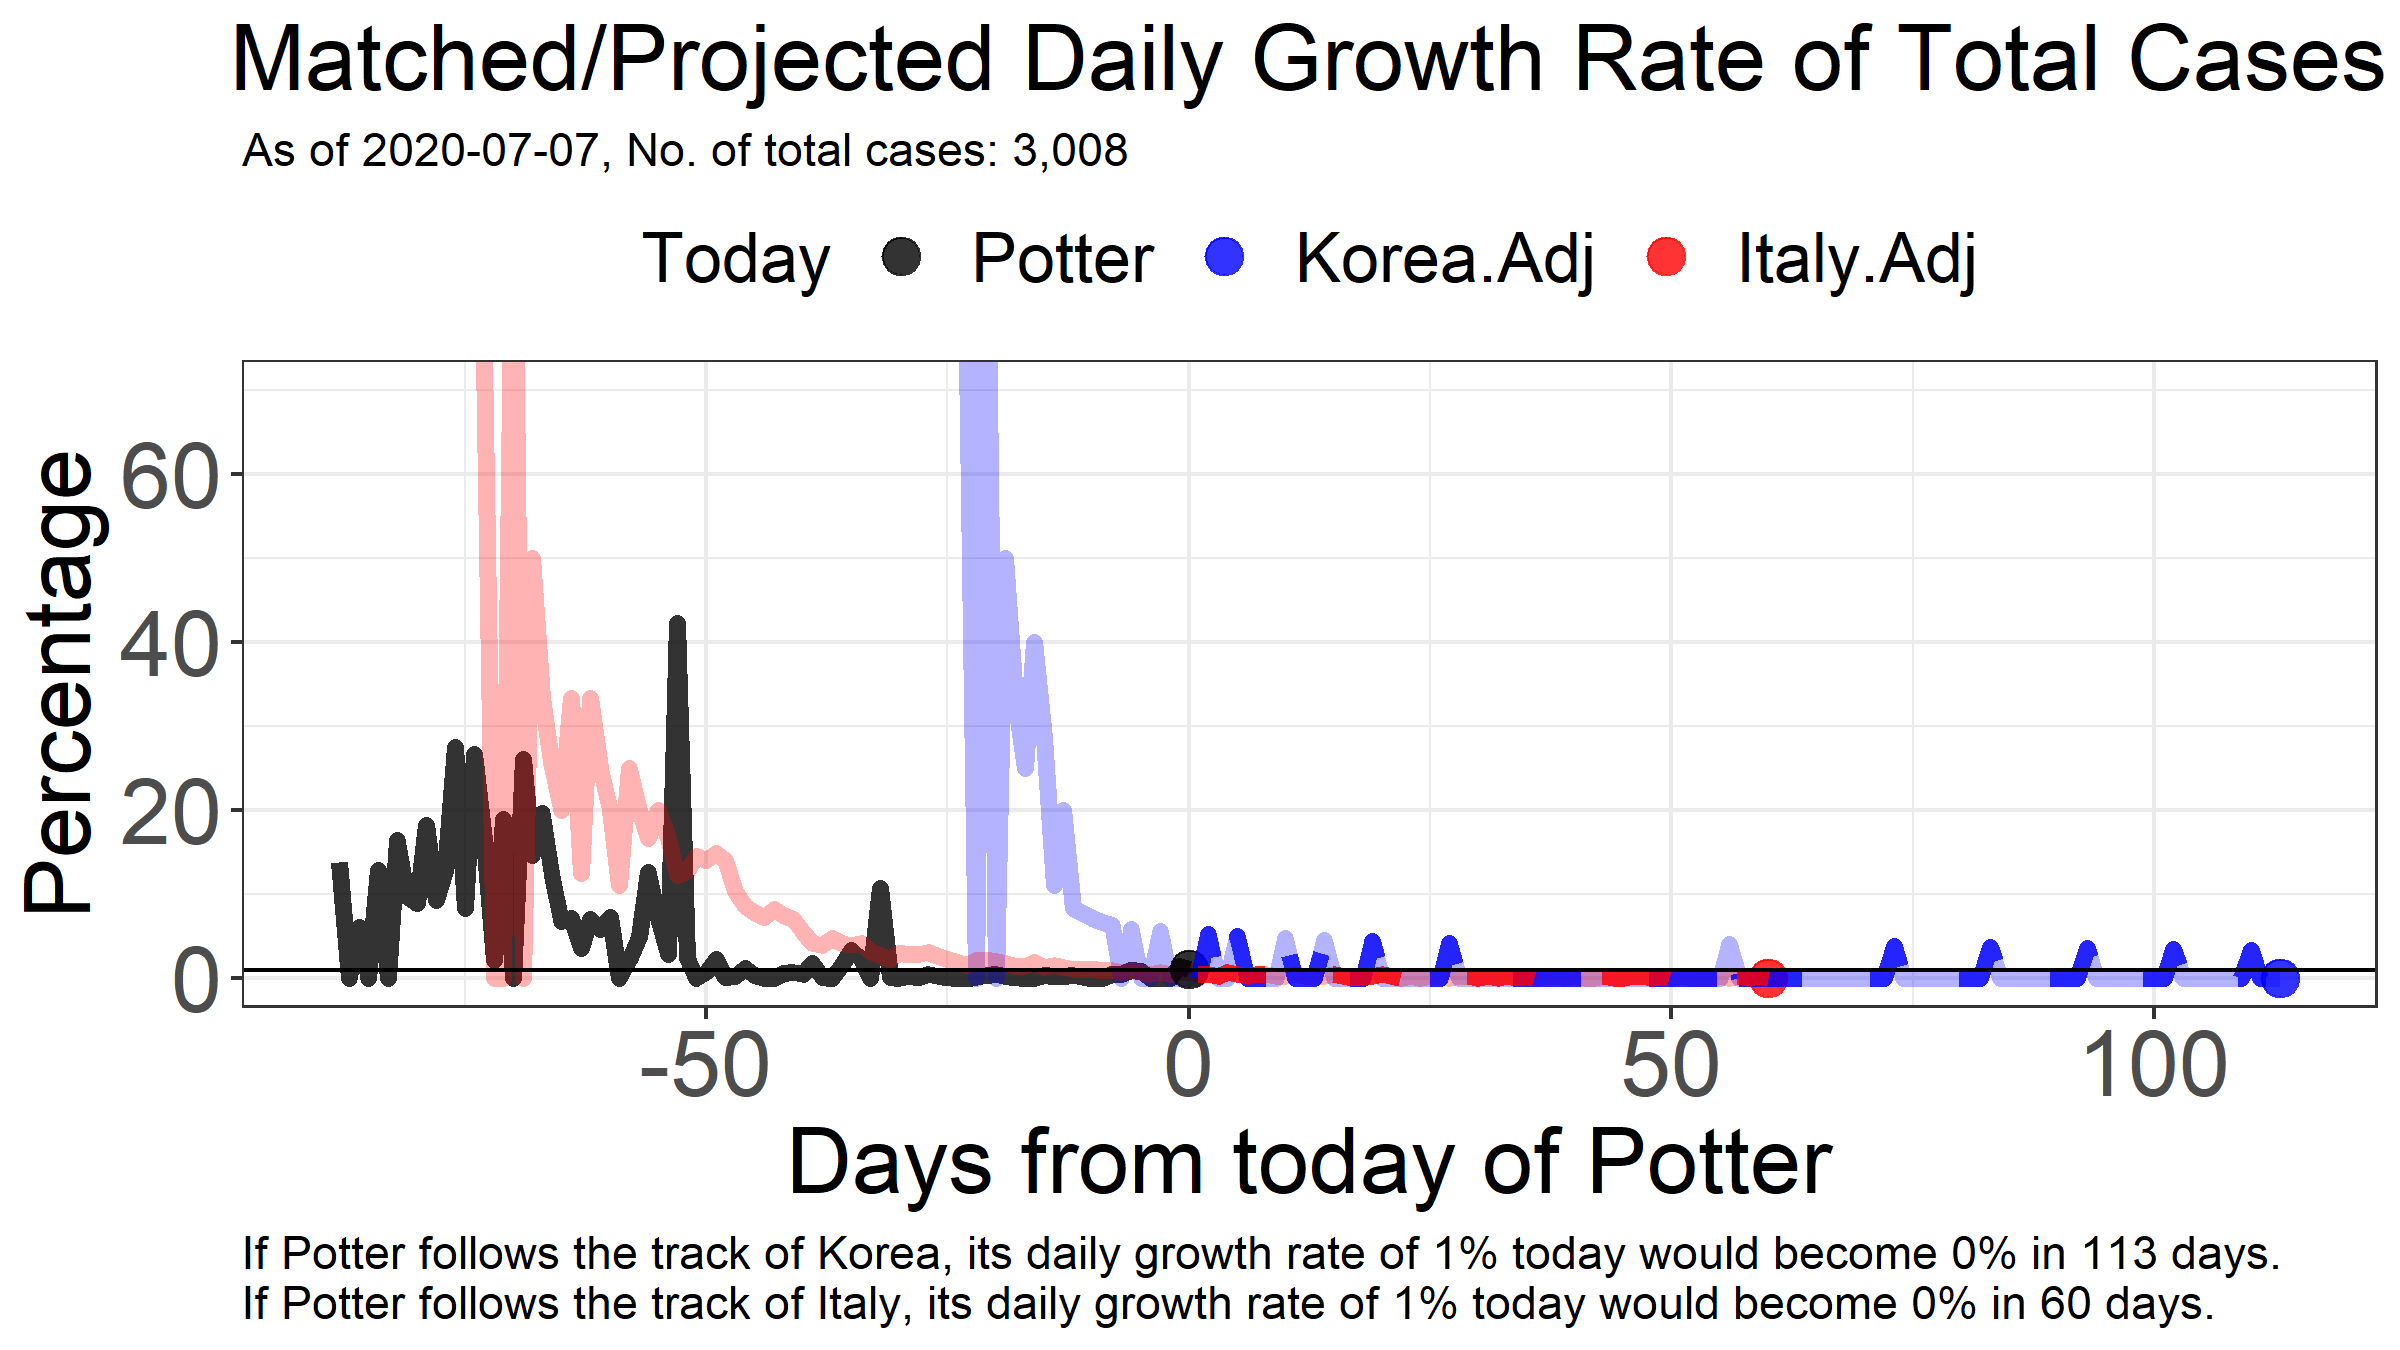 Matched/Projected Daily Growth Rate of Total Cases
As of 2020-07-07, No. of total cases: 3,008
Today Potter Korea.Adj Italy.Adj
Percentage
60
40
20
0
-50 0 50 100
Days from today of Potter
If Potter follows the track of Korea, its daily growth rate of 1% today would become 0% in 113 days.
If Potter follows the track of Italy, its daily growth rate of 1% today would become 0% in 60 days.